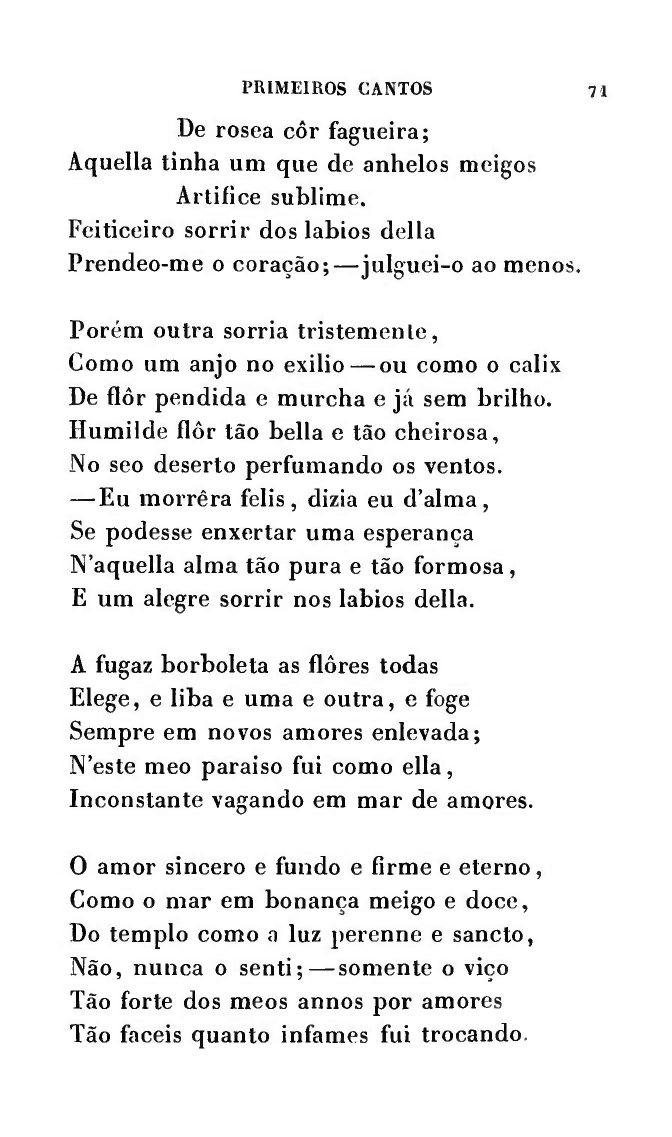 PRIMEIROS CANTOS 71
De rosea côr fagueira;
Aquella tinha um que de anhelos meigos
Artifice sublime.
Feiticeiro sorrir dos labios della
Prendeo-me o coração;—julguei-o ao menos.
Porém outra sorria tristemente,
Como um anjo no exilio—ou como o calix
De flôr pendida e murcha e já sem brilho.
Humilde flôr tão bella e tão cheirosa,
No seo deserto perfumando os ventos.
—Eu morrêra felis, dizia eu d'alma,
Se podesse enxertar uma esperança
N'aquella alma tão pura e tão formosa,
E um alegre sorrir nos labios della.
A fugaz borboleta as flôres todas
Elege, e liba e uma e outra, e foge
Sempre em novos amores enlevada;
N'este meo paraiso fui como ella,
Inconstante vagando em mar de amores.
O amor sincero e fundo e firme e eterno,
Como o mar em bonança meigo e doce,
Do templo como a luz perenne e sancto,
Não, nunca o senti;—somente o viço
Tão forte dos meos annos por amores
Tão faceis quanto infames fui trocando.